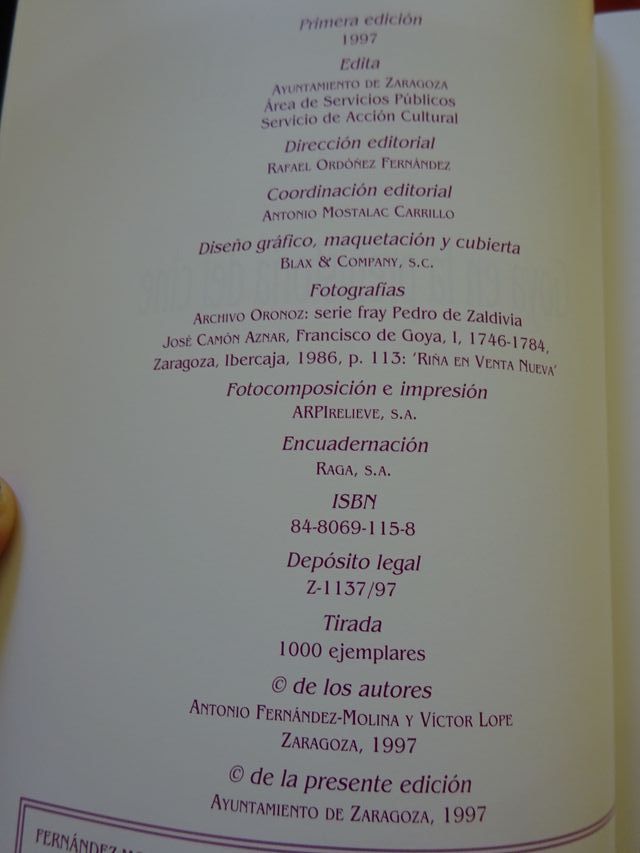 Primera edición
1997
Edita
AYUNTAMIENTO DE ZARAGOZA
Área de Servicios Públicos
Servicio de Acción Cultural
Dirección editorial
RAFAEL ORDÓÑEZ FERNÁNDEZ
Coordinación editorial
ANTONIO MOSTALAC CARRILLO
Diseño gráfico, maquetación y cubierta
BLAX & COMPANY, S.C.
Fotografías
ARCHIVO ORONOZ: serie fray Pedro de Zaldivia
JOSÉ CAMÓN AZNAR, Francisco de Goya, I, 1746-1784,
Zaragoza, Ibercaja, 1986, p. 113: 'RIÑA EN VENTA NUEVA'
Fotocomposición e impresión
ARPIRELIEVE, S.A.
Encuadernación
RAGA, S.A.
ISBN
84-8069-115-8
Depósito legal
Z-1137/97
Tirada
1000 ejemplares
© de los autores
ANTONIO FERNÁNDEZ-MOLINA Y VÍCTOR LOPE
ZARAGOZA, 1997
© de la presente edición
AYUNTAMIENTO DE ZARAGOZA, 1997